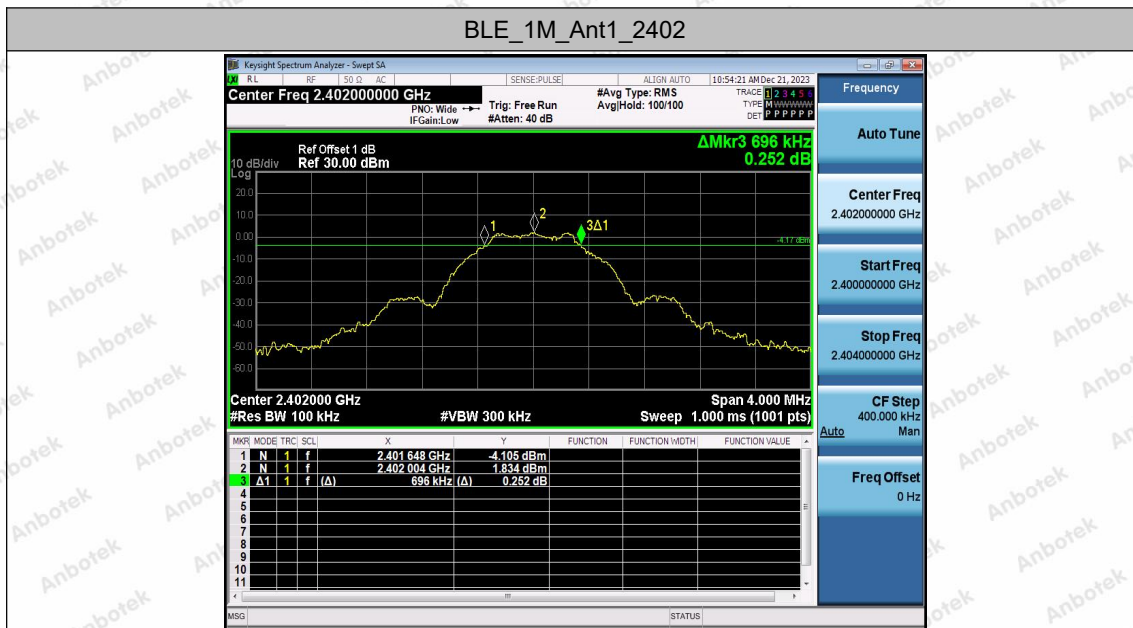 BLE_1M_Ant1_2402
Keysight Spectrum Analyzer - Swept SA
RL RF 50 Ω AC SENSE:PULSE ALIGN AUTO 10:54:21 AM Dec 21, 2023
Center Freq 2.402000000 GHz
PNO: Wide
IFGain:Low
Trig: Free Run
#Atten: 40 dB
#Avg Type: RMS
Avg|Hold: 100/100
TRACE 1 2 3 4 5 6
TYPE M WWWWW
DET P P P P P P
ΔMkr3 696 kHz
0.252 dB
Ref Offset 1 dB
10 dB/div Ref 30.00 dBm
Log
20.0
10.0
0.00
-10.0
-20.0
-30.0
-40.0
-50.0
-60.0
1
2
3Δ1
-4.17 dBm
Center 2.402000 GHz Span 4.000 MHz
#Res BW 100 kHz #VBW 300 kHz Sweep 1.000 ms (1001 pts)
MKR MODE TRC SCL X Y FUNCTION FUNCTION WIDTH FUNCTION VALUE
1 N 1 f 2.401 648 GHz -4.105 dBm
2 N 1 f 2.402 004 GHz 1.834 dBm
3 Δ1 1 f (Δ) 696 kHz (Δ) 0.252 dB
4
5
6
7
8
9
10
11
MSG STATUS
Frequency
Auto Tune
Center Freq
2.402000000 GHz
Start Freq
2.400000000 GHz
Stop Freq
2.404000000 GHz
CF Step
400.000 kHz
Auto Man
Freq Offset
0 Hz
Anbotek